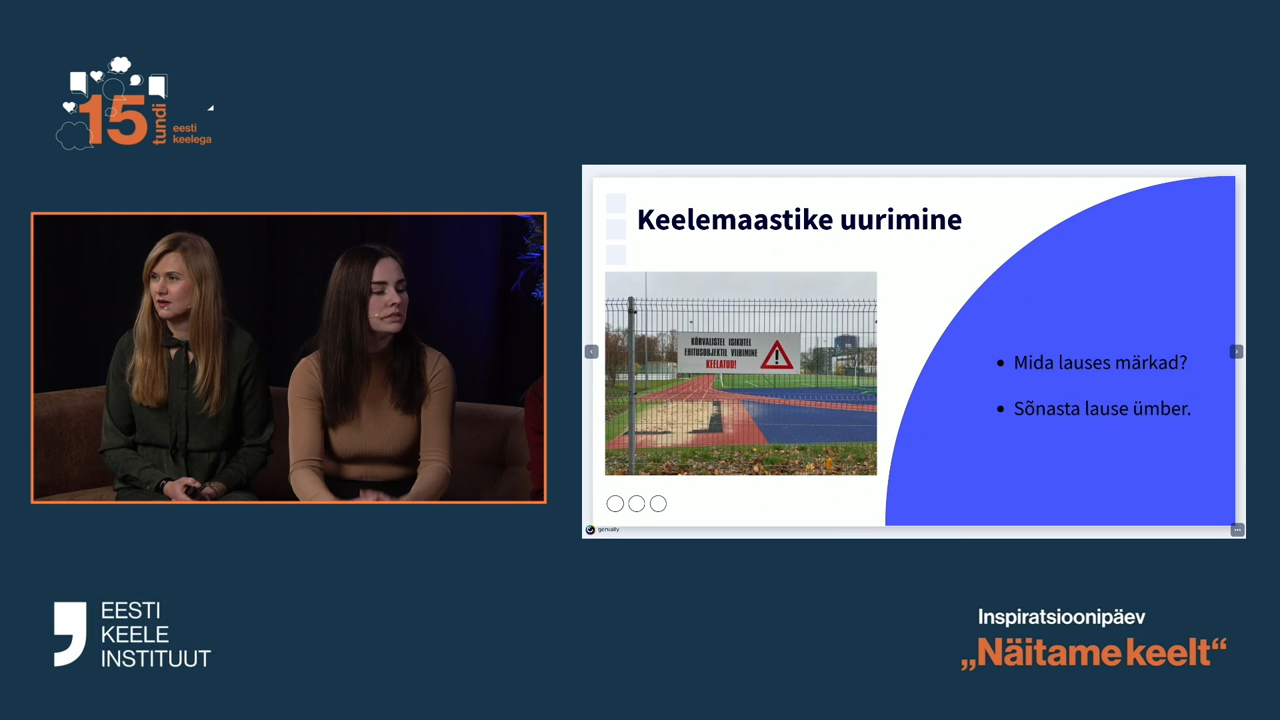 15
tundi
eesti
keelega
Keelemaastike uurimine
KÕRVALISTEL ISIKUTEL
EHITUSOBJEKTIL VIIBIMINE
KEELATUD!
• Mida lauses märkad?
• Sõnasta lause ümber.
genially
EESTI
KEELE
INSTITUUT
Inspiratsioonipäev
„Näitame keelt“